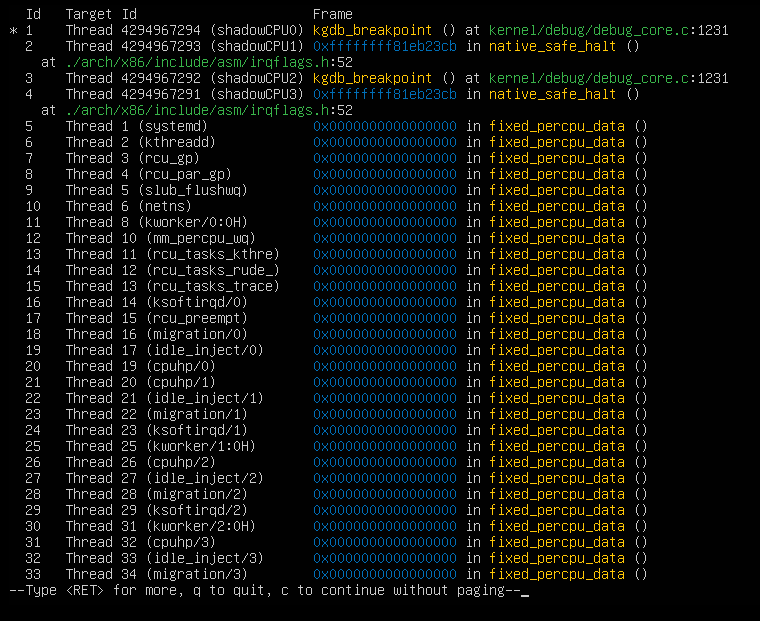 Id   Target Id                      Frame
* 1    Thread 4294967294 (shadowCPU0) kgdb_breakpoint () at kernel/debug/debug_core.c:1231
  2    Thread 4294967293 (shadowCPU1) 0xffffffff81eb23cb in native_safe_halt ()
    at ./arch/x86/include/asm/irqflags.h:52
  3    Thread 4294967292 (shadowCPU2) kgdb_breakpoint () at kernel/debug/debug_core.c:1231
  4    Thread 4294967291 (shadowCPU3) 0xffffffff81eb23cb in native_safe_halt ()
    at ./arch/x86/include/asm/irqflags.h:52
  5    Thread 1 (systemd)             0x0000000000000000 in fixed_percpu_data ()
  6    Thread 2 (kthreadd)            0x0000000000000000 in fixed_percpu_data ()
  7    Thread 3 (rcu_gp)              0x0000000000000000 in fixed_percpu_data ()
  8    Thread 4 (rcu_par_gp)          0x0000000000000000 in fixed_percpu_data ()
  9    Thread 5 (slub_flushwq)        0x0000000000000000 in fixed_percpu_data ()
  10   Thread 6 (netns)               0x0000000000000000 in fixed_percpu_data ()
  11   Thread 8 (kworker/0:0H)        0x0000000000000000 in fixed_percpu_data ()
  12   Thread 10 (mm_percpu_wq)       0x0000000000000000 in fixed_percpu_data ()
  13   Thread 11 (rcu_tasks_kthre)    0x0000000000000000 in fixed_percpu_data ()
  14   Thread 12 (rcu_tasks_rude_)    0x0000000000000000 in fixed_percpu_data ()
  15   Thread 13 (rcu_tasks_trace)    0x0000000000000000 in fixed_percpu_data ()
  16   Thread 14 (ksoftirqd/0)        0x0000000000000000 in fixed_percpu_data ()
  17   Thread 15 (rcu_preempt)        0x0000000000000000 in fixed_percpu_data ()
  18   Thread 16 (migration/0)        0x0000000000000000 in fixed_percpu_data ()
  19   Thread 17 (idle_inject/0)      0x0000000000000000 in fixed_percpu_data ()
  20   Thread 19 (cpuhp/0)            0x0000000000000000 in fixed_percpu_data ()
  21   Thread 20 (cpuhp/1)            0x0000000000000000 in fixed_percpu_data ()
  22   Thread 21 (idle_inject/1)      0x0000000000000000 in fixed_percpu_data ()
  23   Thread 22 (migration/1)        0x0000000000000000 in fixed_percpu_data ()
  24   Thread 23 (ksoftirqd/1)        0x0000000000000000 in fixed_percpu_data ()
  25   Thread 25 (kworker/1:0H)       0x0000000000000000 in fixed_percpu_data ()
  26   Thread 26 (cpuhp/2)            0x0000000000000000 in fixed_percpu_data ()
  27   Thread 27 (idle_inject/2)      0x0000000000000000 in fixed_percpu_data ()
  28   Thread 28 (migration/2)        0x0000000000000000 in fixed_percpu_data ()
  29   Thread 29 (ksoftirqd/2)        0x0000000000000000 in fixed_percpu_data ()
  30   Thread 31 (kworker/2:0H)       0x0000000000000000 in fixed_percpu_data ()
  31   Thread 32 (cpuhp/3)            0x0000000000000000 in fixed_percpu_data ()
  32   Thread 33 (idle_inject/3)      0x0000000000000000 in fixed_percpu_data ()
  33   Thread 34 (migration/3)        0x0000000000000000 in fixed_percpu_data ()
--Type <RET> for more, q to quit, c to continue without paging--